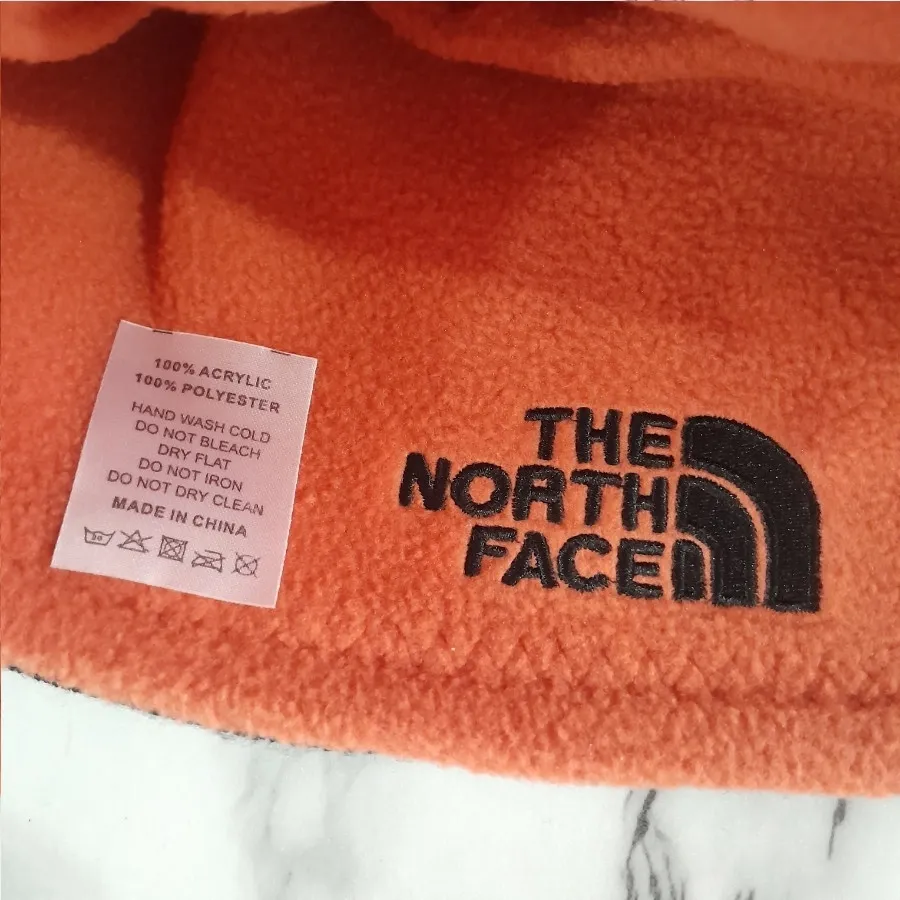 100% ACRYLIC
100% POLYESTER
HAND WASH COLD
DO NOT BLEACH
DRY FLAT
DO NOT IRON
DO NOT DRY CLEAN
MADE IN CHINA
THE
NORTH
FACE